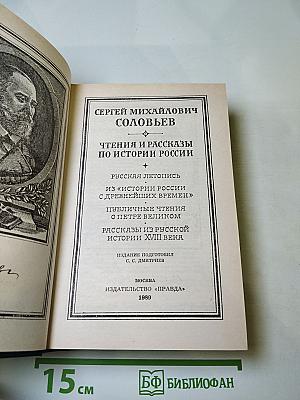 СЕРГЕЙ МИХАЙЛОВИЧ
СОЛОВЬЕВ
ЧТЕНИЯ И РАССКАЗЫ
ПО ИСТОРИИ РОССИИ
РУССКАЯ ЛЕТОПИСЬ
ИЗ «ИСТОРИИ РОССИИ
С ДРЕВНЕЙШИХ ВРЕМЕН»
ПУБЛИЧНЫЕ ЧТЕНИЯ
О ПЕТРЕ ВЕЛИКОМ
РАССКАЗЫ ИЗ РУССКОЙ
ИСТОРИИ XVIII ВЕКА
ИЗДАНИЕ ПОДГОТОВИЛ
С. С. ДМИТРИЕВ
МОСКВА
ИЗДАТЕЛЬСТВО «ПРАВДА»
1989
15 см
БФ БИБЛИОФАН